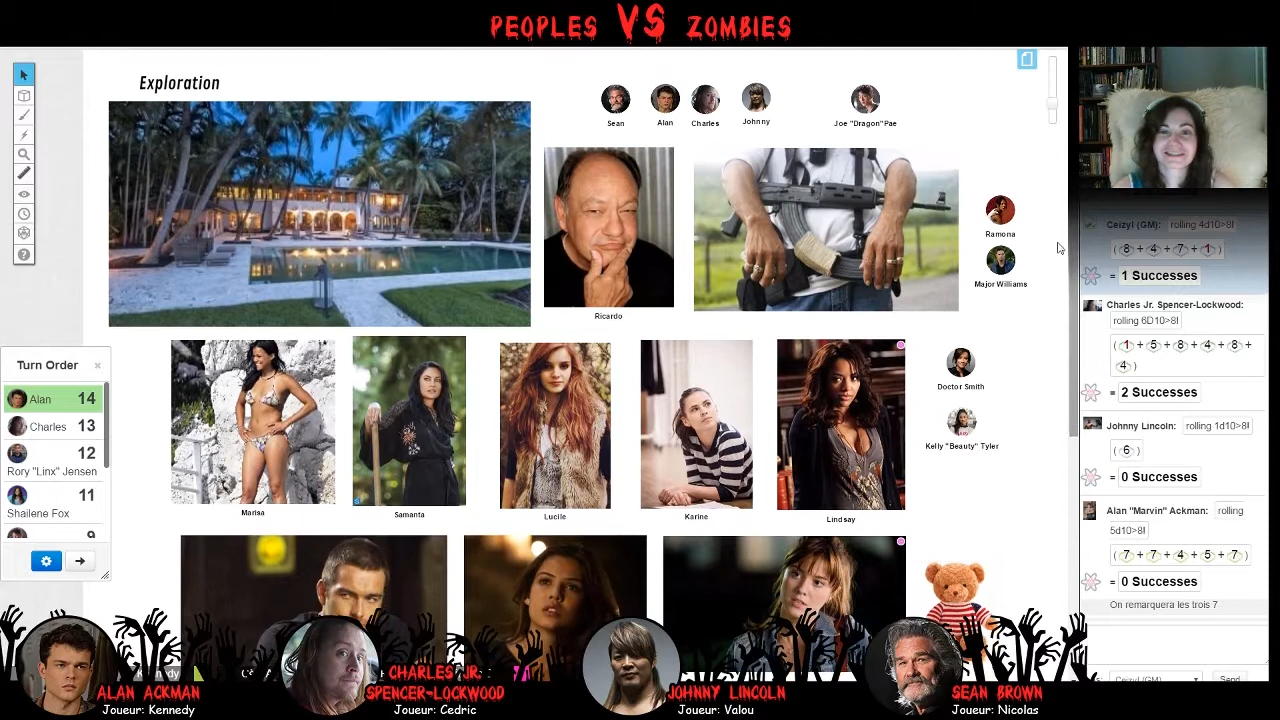 PEOPLES VS ZOMBIES
Exploration
Sean
Alan
Charles
Johnny
Joe "Dragon"Pae
Ricardo
Ramona
Major Williams
Marisa
Samanta
Lucile
Karine
Lindsay
Doctor Smith
Kelly "Beauty" Tyler
Turn Order ×
Alan 14
Charles 13
12
Rory "Linx" Jensen
11
Shailene Fox
9
Ceizyl (GM): rolling 4d10>8!
(8+4+7+1)
= 1 Successes
Charles Jr. Spencer-Lockwood:
rolling 6D10>8!
(1+5+8+4+8+
4)
= 2 Successes
Johnny Lincoln: rolling 1d10>8!
(6)
= 0 Successes
Alan "Marvin" Ackman: rolling
5d10>8!
(7+7+4+5+7)
= 0 Successes
On remarquera les trois 7
Ceizyl (GM)
Send
ALAN ACKMAN
Joueur: Kennedy
CHARLES JR.
SPENCER-LOCKWOOD
Joueur: Cedric
JOHNNY LINCOLN
Joueur: Valou
SEAN BROWN
Joueur: Nicolas